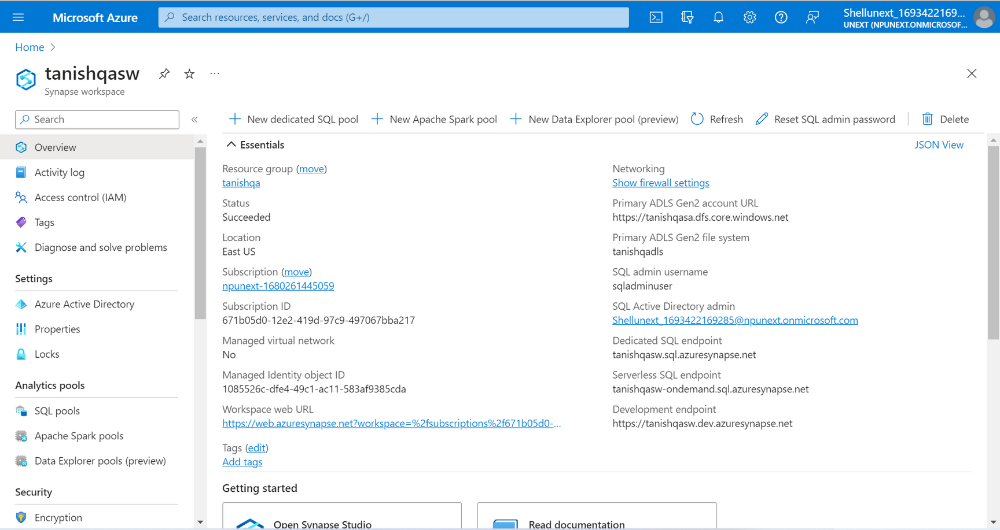 Microsoft Azure
Search resources, services, and docs (G+/)
Shellunext_1693422169...
UNEXT (NPUNEXT.ONMICROSOF...
Home
tanishqasw
...
Synapse workspace
Search
«
New dedicated SQL pool
New Apache Spark pool
New Data Explorer pool (preview)
Refresh
Reset SQL admin password
Delete
Overview
Activity log
Access control (IAM)
Tags
Diagnose and solve problems
Settings
Azure Active Directory
Properties
Locks
Analytics pools
SQL pools
Apache Spark pools
Data Explorer pools (preview)
Security
Encryption
Essentials
JSON View
Resource group (move)
tanishqa
Status
Succeeded
Location
East US
Subscription (move)
npunext-1680261445059
Subscription ID
671b05d0-12e2-419d-97c9-497067bba217
Managed virtual network
No
Managed Identity object ID
1085526c-dfe4-49c1-ac11-583af9385cda
Workspace web URL
https://web.azuresynapse.net?workspace=%2fsubscriptions%2f671b05d0-...
Tags (edit)
Add tags
Networking
Show firewall settings
Primary ADLS Gen2 account URL
https://tanishqasa.dfs.core.windows.net
Primary ADLS Gen2 file system
tanishqadls
SQL admin username
sqladminuser
SQL Active Directory admin
Shellunext_1693422169285@npunext.onmicrosoft.com
Dedicated SQL endpoint
tanishqasw.sql.azuresynapse.net
Serverless SQL endpoint
tanishqasw-ondemand.sql.azuresynapse.net
Development endpoint
https://tanishqasw.dev.azuresynapse.net
Getting started
Open Synapse Studio
Read documentation